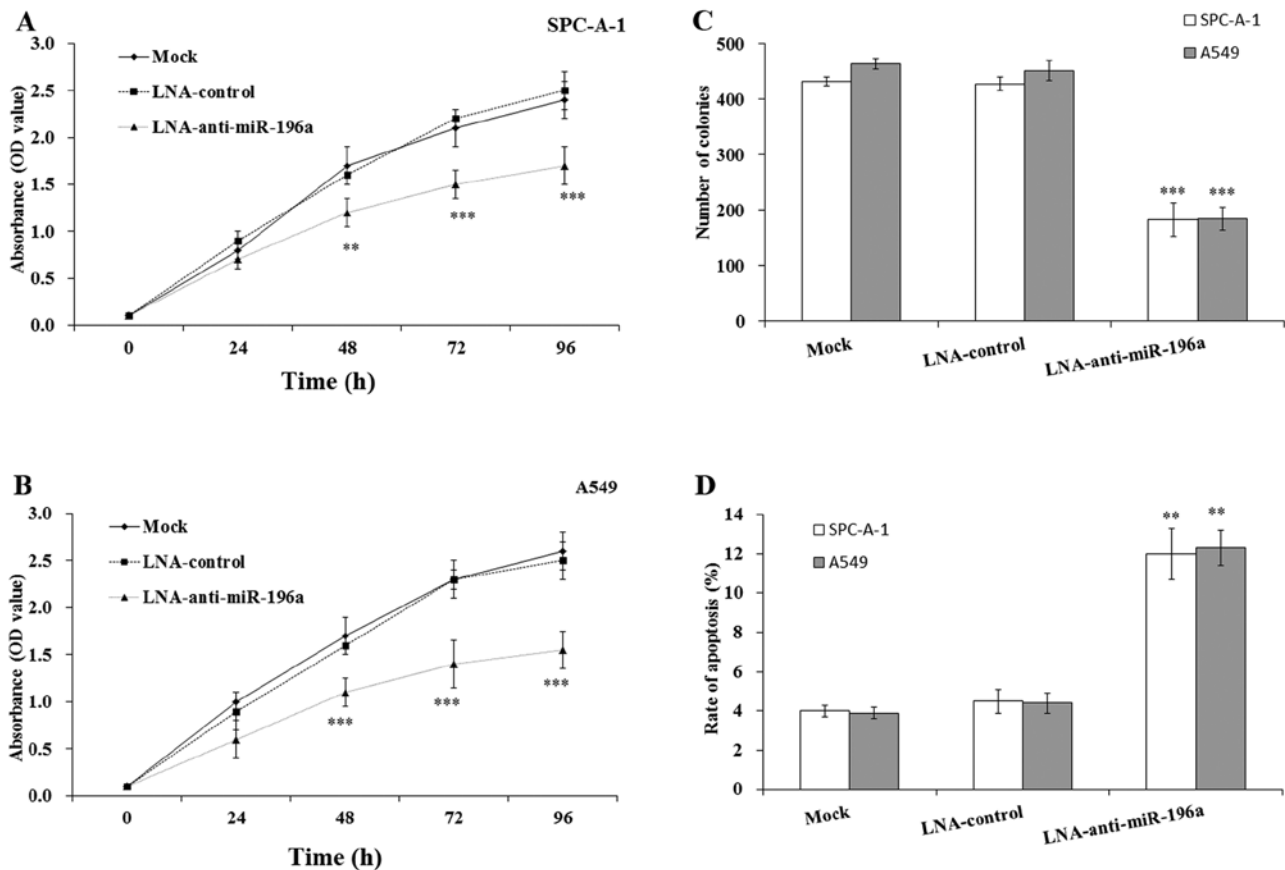 A
SPC-A-1
3.0
2.5
2.0
1.5
1.0
0.5
0.0
Absorbance (OD value)
Mock
LNA-control
LNA-anti-miR-196a
**
***
***
0 24 48 72 96
Time (h)
C
SPC-A-1
A549
500
400
300
200
100
0
Number of colonies
*** ***
Mock LNA-control LNA-anti-miR-196a
B
A549
3.0
2.5
2.0
1.5
1.0
0.5
0.0
Absorbance (OD value)
Mock
LNA-control
LNA-anti-miR-196a
***
***
***
0 24 48 72 96
Time (h)
D
SPC-A-1
A549
14
12
10
8
6
4
2
0
Rate of apoptosis (%)
** **
Mock LNA-control LNA-anti-miR-196a